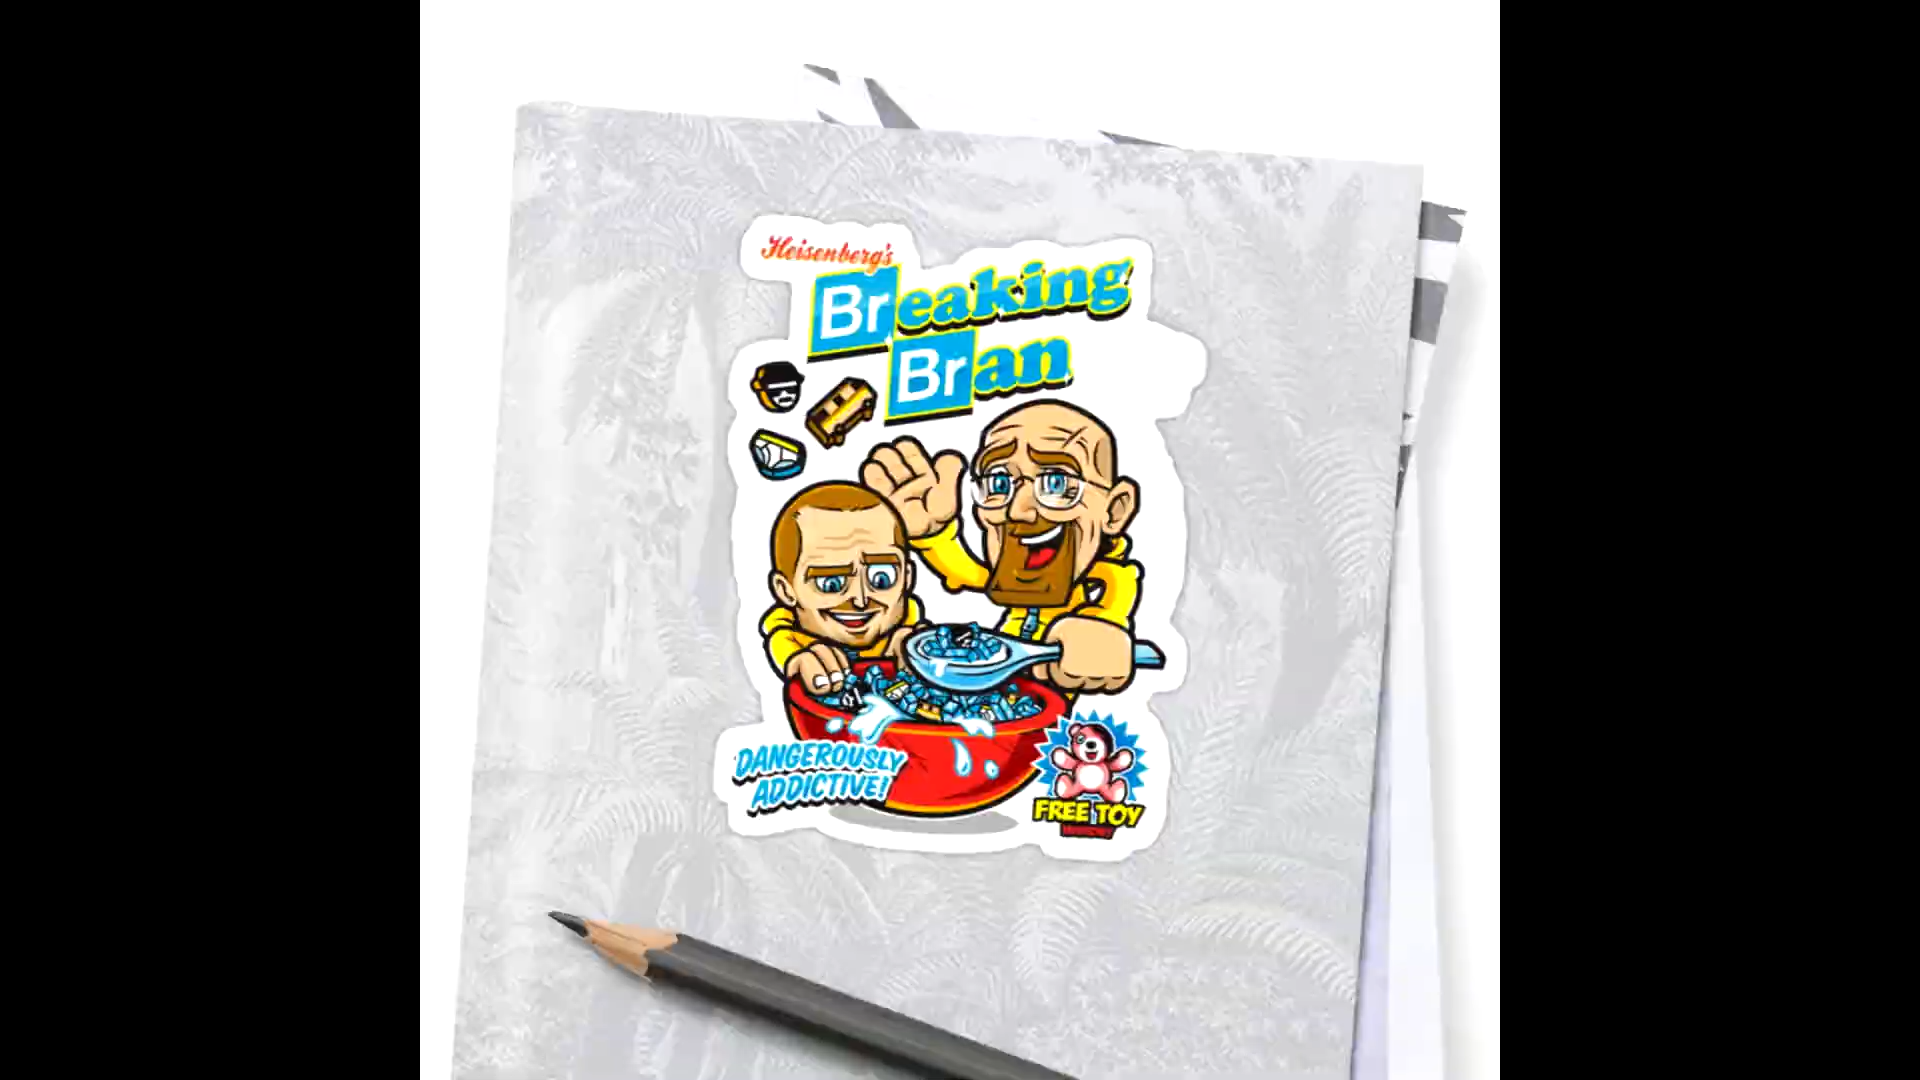 Heisenberg's
Breaking
Bran
DANGEROUSLY
ADDICTIVE!
FREE TOY